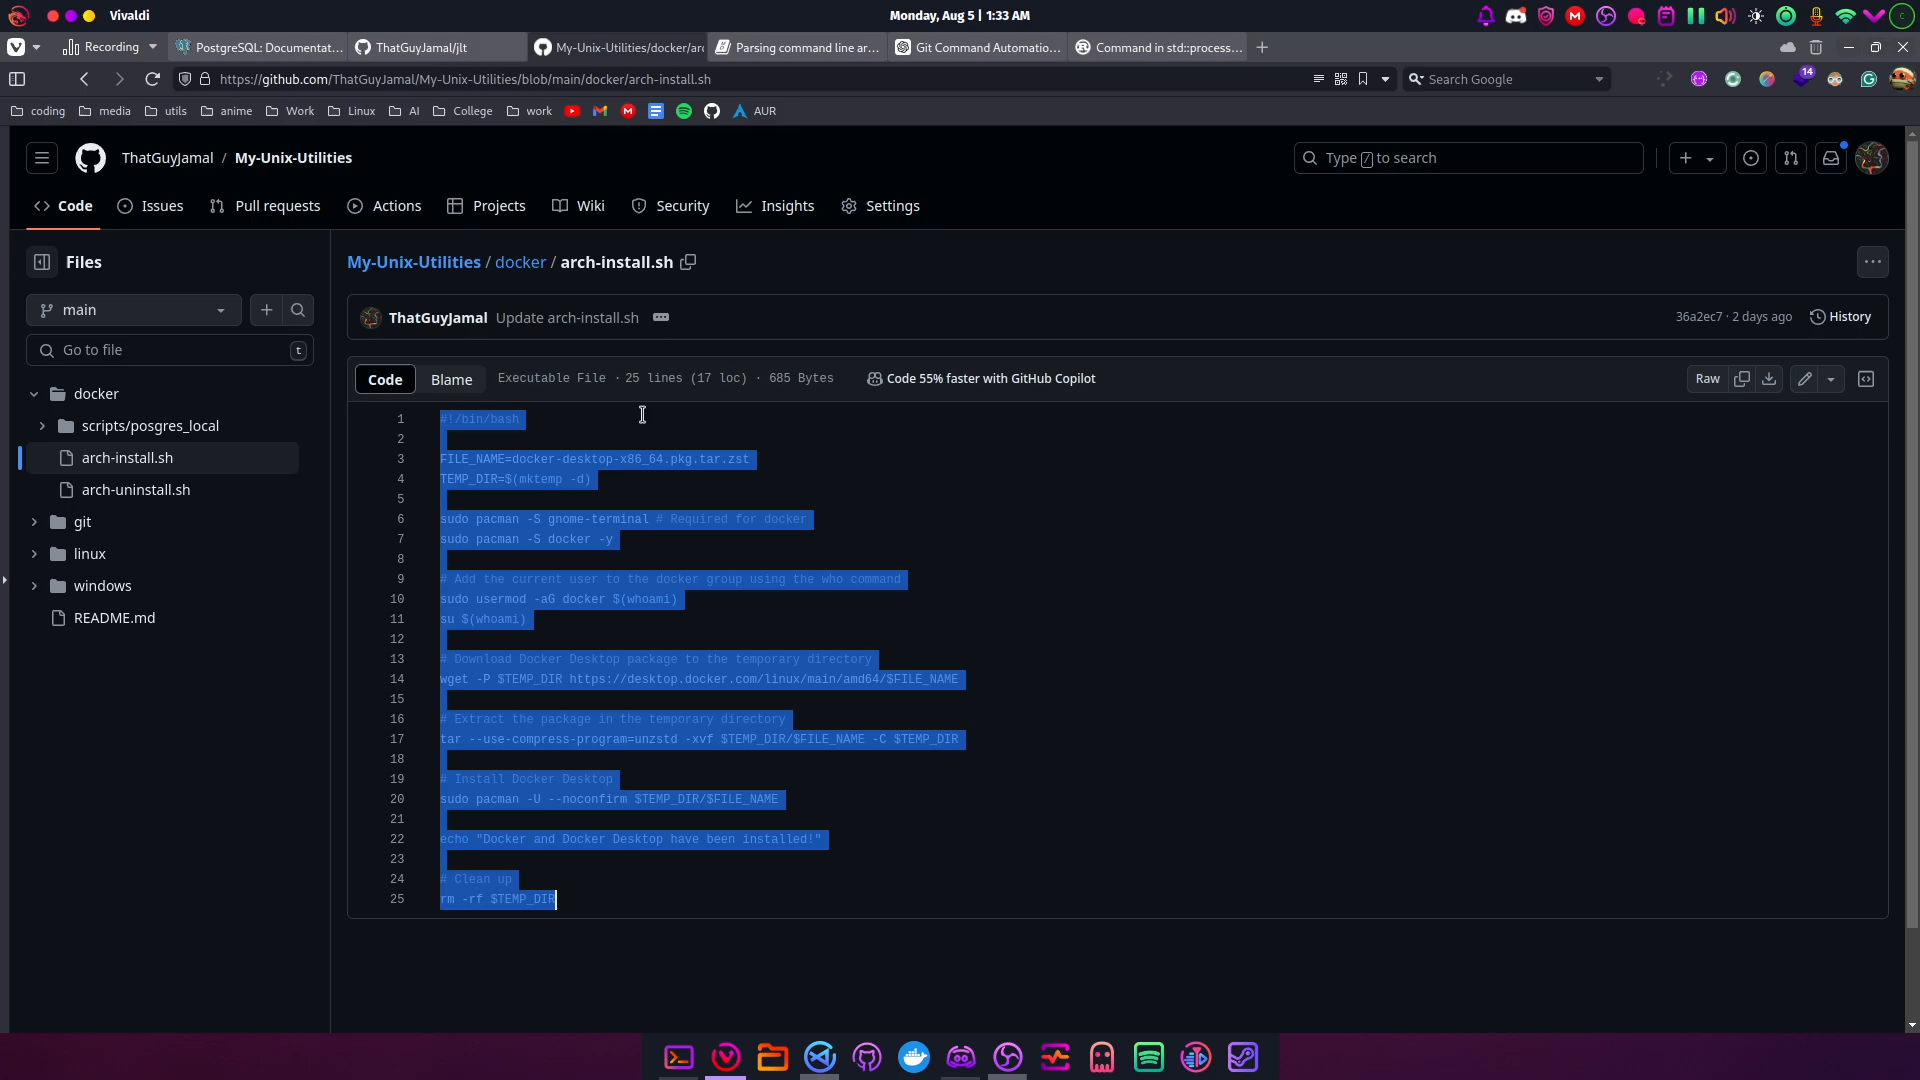 Vivaldi
Monday, Aug 5 | 1:33 AM
Recording
PostgreSQL: Documentat...
ThatGuyJamal/jlt
My-Unix-Utilities/docker/arc
Parsing command line ar...
Git Command Automatio...
Command in std::process...
https://github.com/ThatGuyJamal/My-Unix-Utilities/blob/main/docker/arch-install.sh
Search Google
14
coding
media
utils
anime
Work
Linux
AI
College
work
AUR
ThatGuyJamal / My-Unix-Utilities
Type / to search
Code
Issues
Pull requests
Actions
Projects
Wiki
Security
Insights
Settings
Files
My-Unix-Utilities / docker / arch-install.sh
main
ThatGuyJamal Update arch-install.sh
36a2ec7 · 2 days ago
History
Go to file
t
Code
Blame
Executable File · 25 lines (17 loc) · 685 Bytes
Code 55% faster with GitHub Copilot
Raw
docker
scripts/posgres_local
arch-install.sh
arch-uninstall.sh
git
linux
windows
README.md
1 #!/bin/bash
2
3 FILE_NAME=docker-desktop-x86_64.pkg.tar.zst
4 TEMP_DIR=$(mktemp -d)
5
6 sudo pacman -S gnome-terminal # Required for docker
7 sudo pacman -S docker -y
8
9 # Add the current user to the docker group using the who command
10 sudo usermod -aG docker $(whoami)
11 su $(whoami)
12
13 # Download Docker Desktop package to the temporary directory
14 wget -P $TEMP_DIR https://desktop.docker.com/linux/main/amd64/$FILE_NAME
15
16 # Extract the package in the temporary directory
17 tar --use-compress-program=unzstd -xvf $TEMP_DIR/$FILE_NAME -C $TEMP_DIR
18
19 # Install Docker Desktop
20 sudo pacman -U --noconfirm $TEMP_DIR/$FILE_NAME
21
22 echo "Docker and Docker Desktop have been installed!"
23
24 # Clean up
25 rm -rf $TEMP_DIR